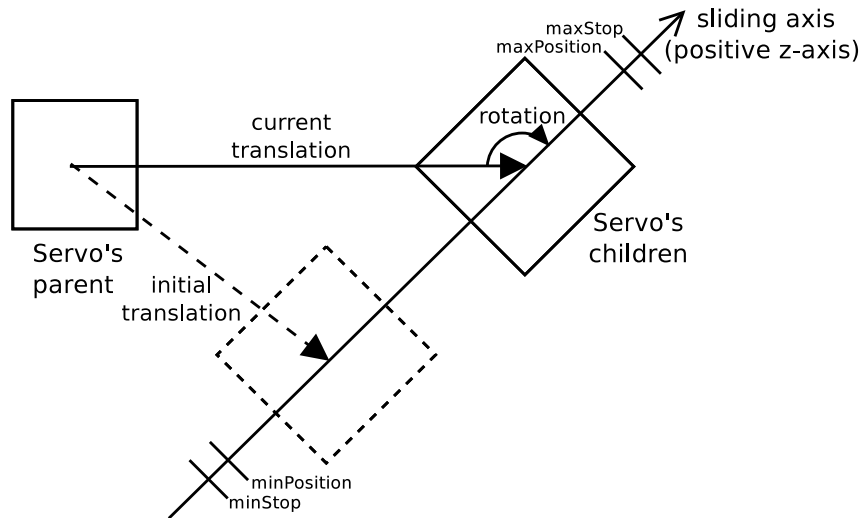 maxStop
maxPosition
sliding axis
(positive z-axis)
current
translation
rotation
Servo's
parent
Servo's
children
initial
translation
minPosition
minStop